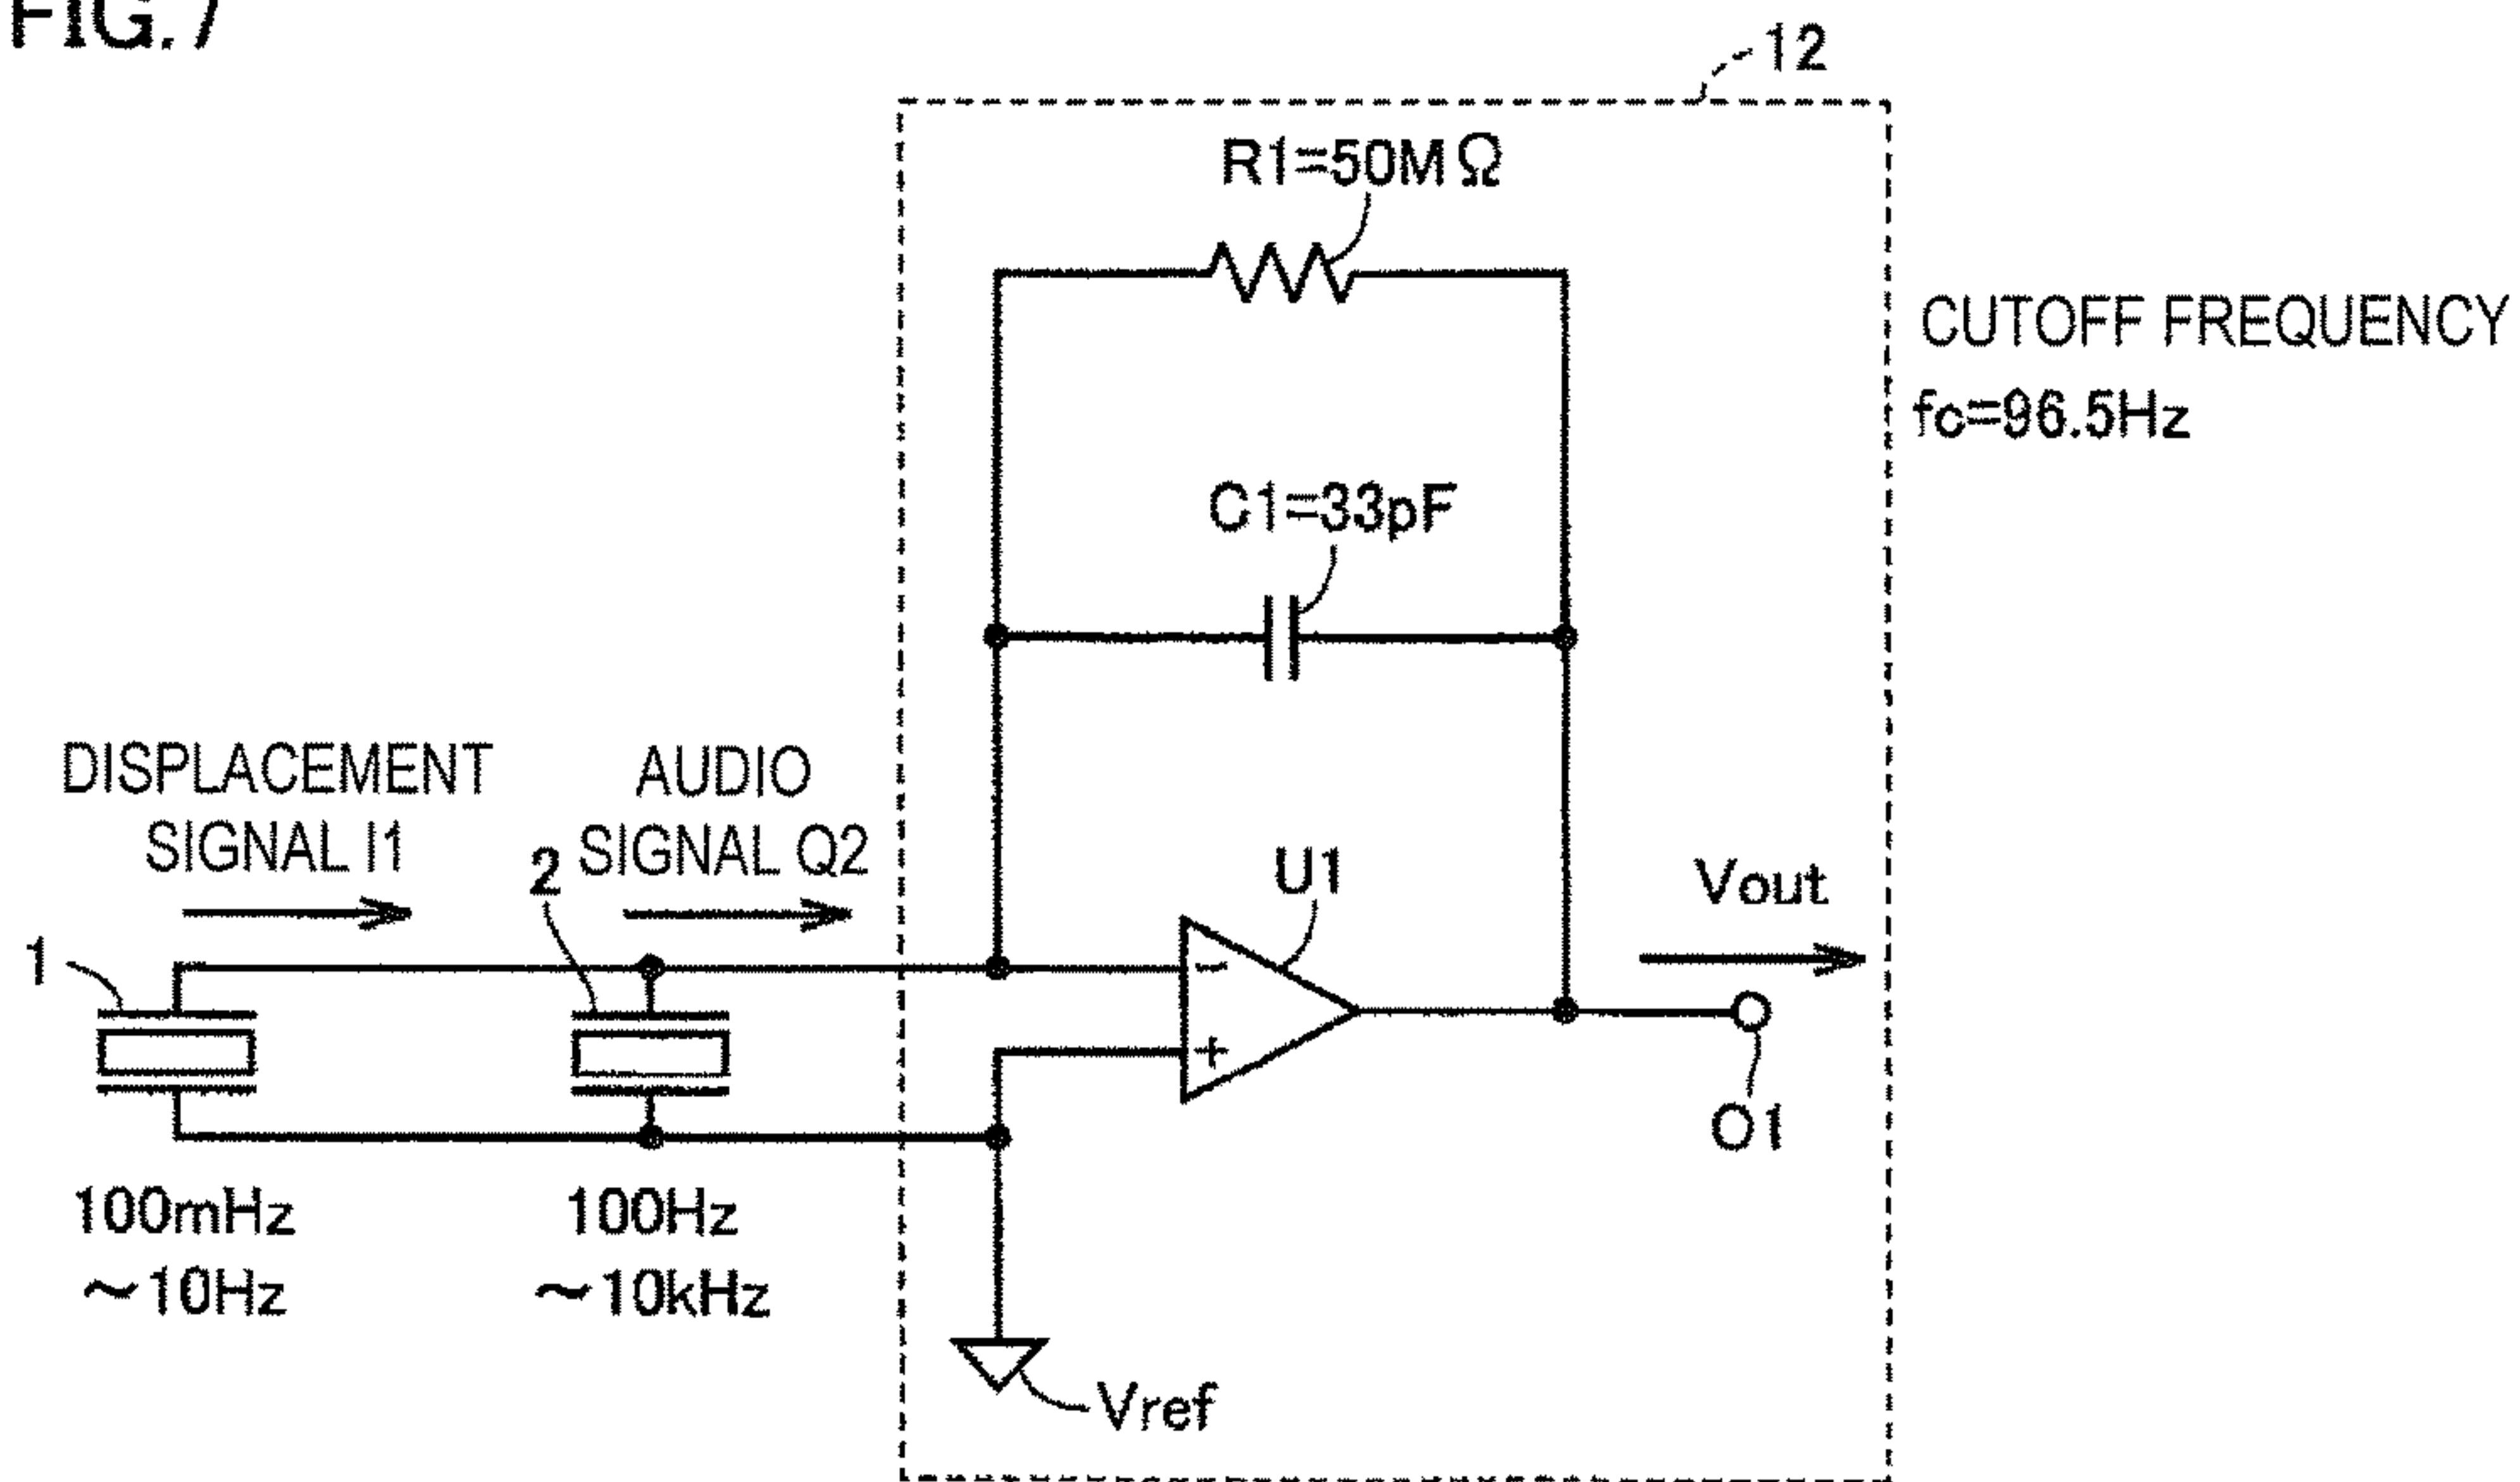 FIG.7
12
R1=50MΩ
CUTOFF FREQUENCY
fc=96.5Hz
C1=33pF
DISPLACEMENT
SIGNAL I1
AUDIO
SIGNAL Q2
2
U1
Vout
1
-
+
O1
100mHz
~10Hz
100Hz
~10kHz
Vref